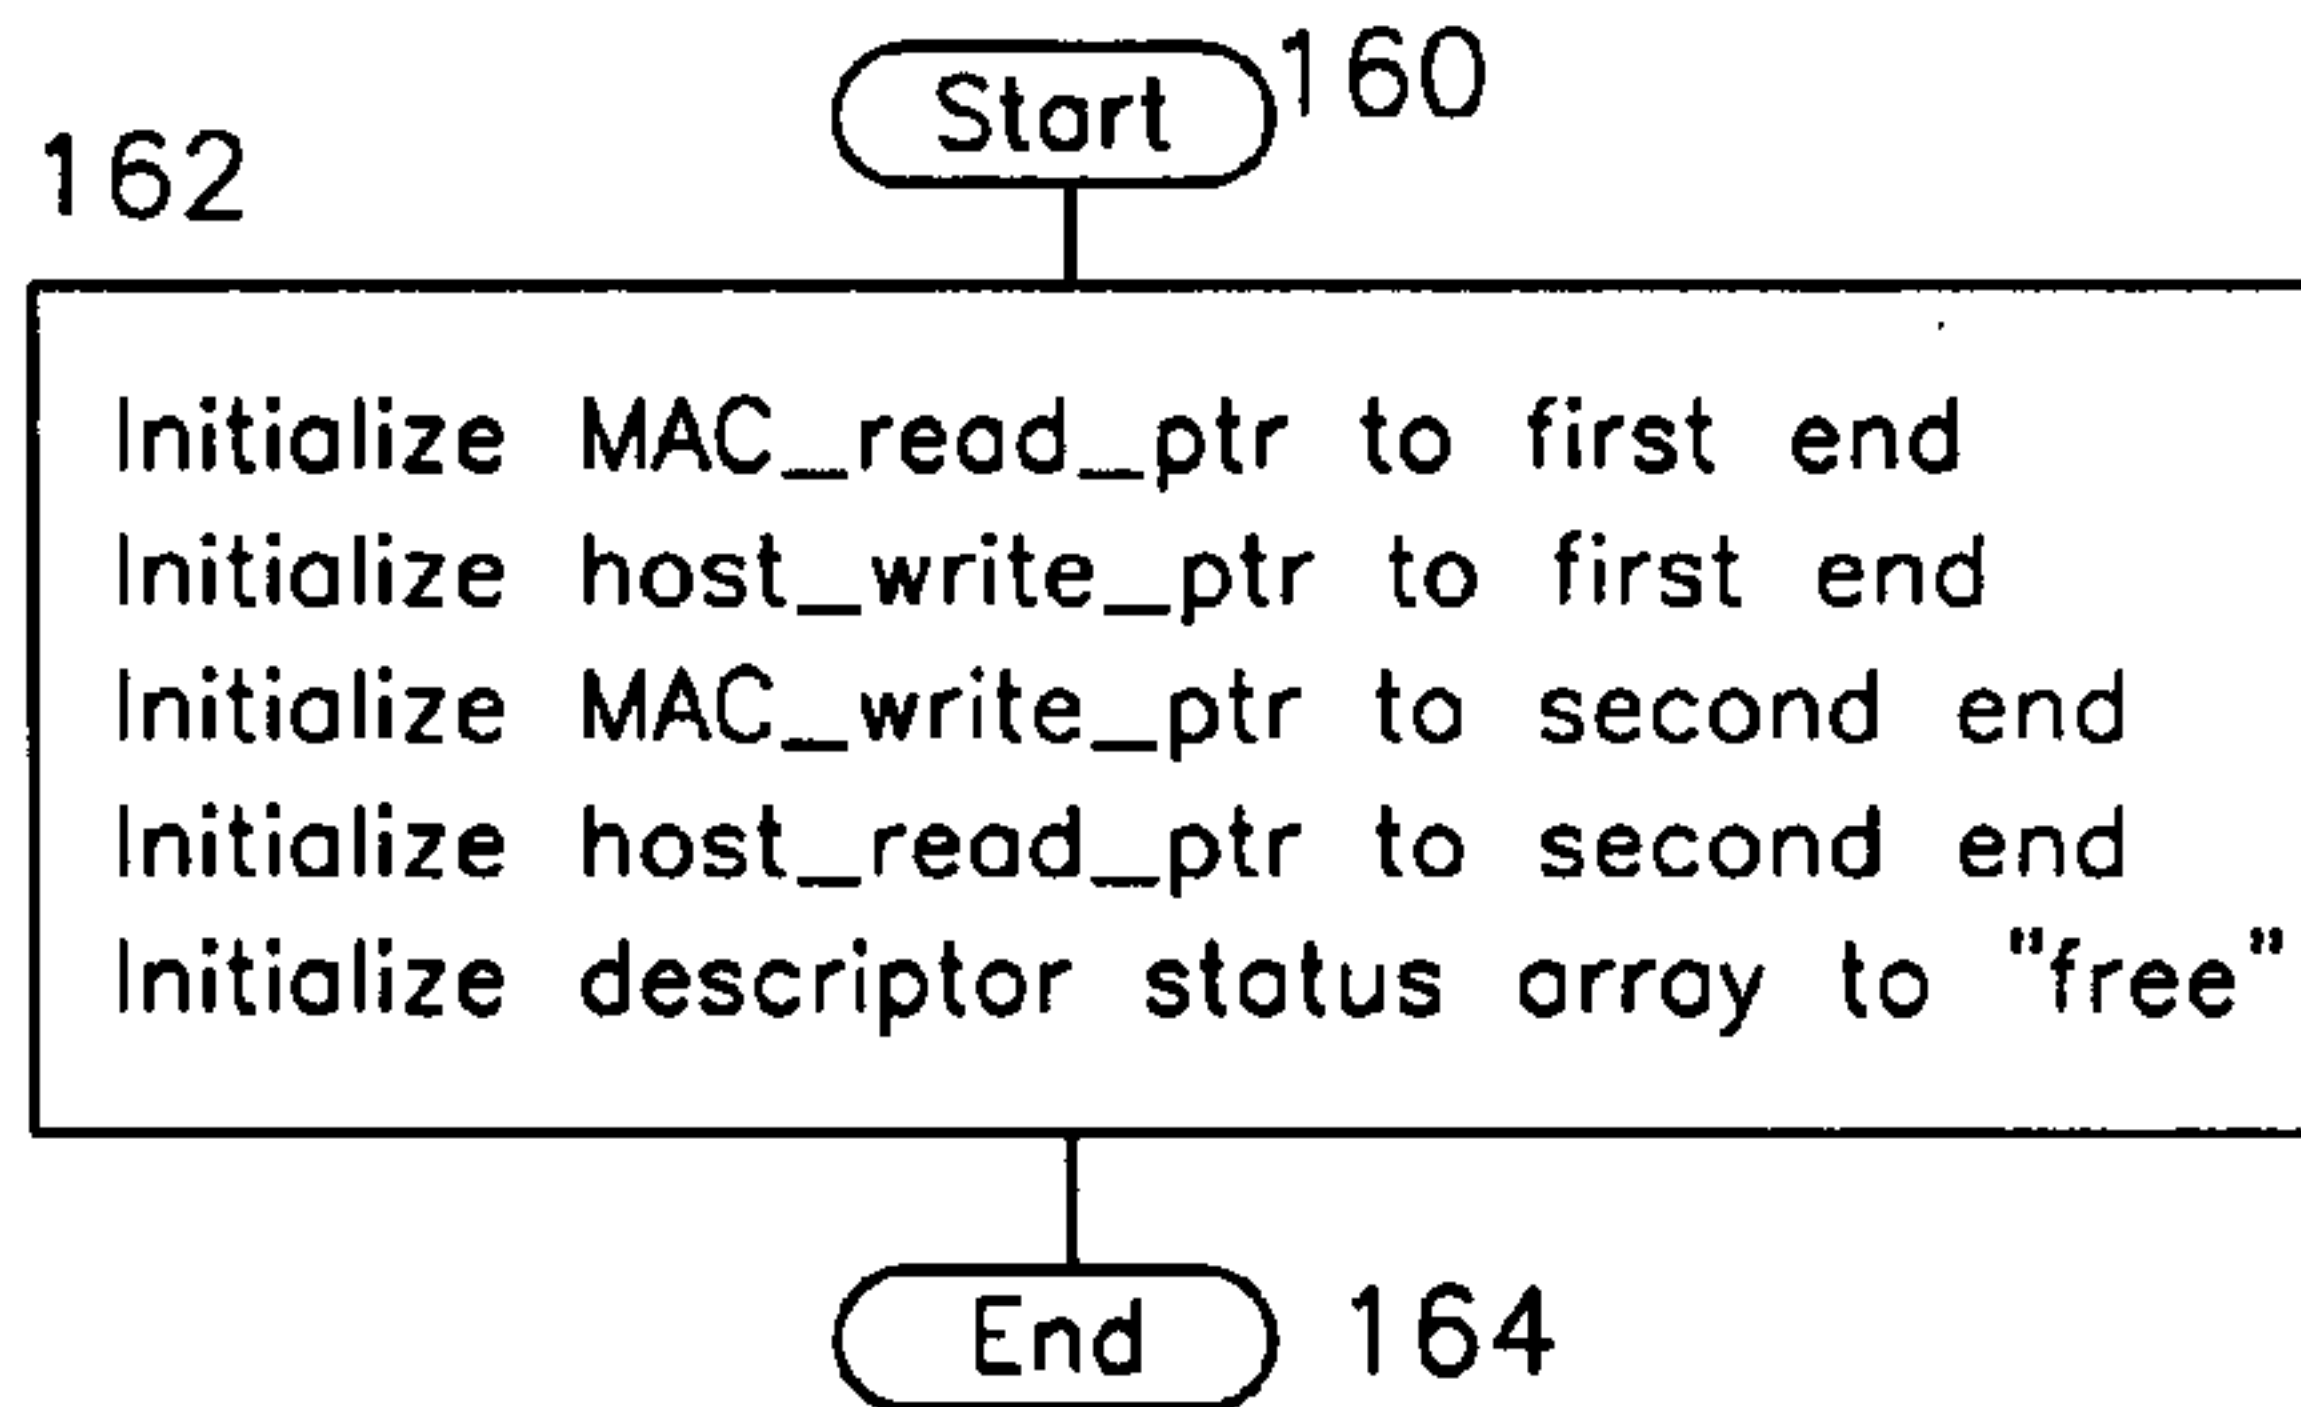 Start 160
162
Initialize MAC_read_ptr to first end
Initialize host_write_ptr to first end
Initialize MAC_write_ptr to second end
Initialize host_read_ptr to second end
Initialize descriptor status array to "free"
End 164